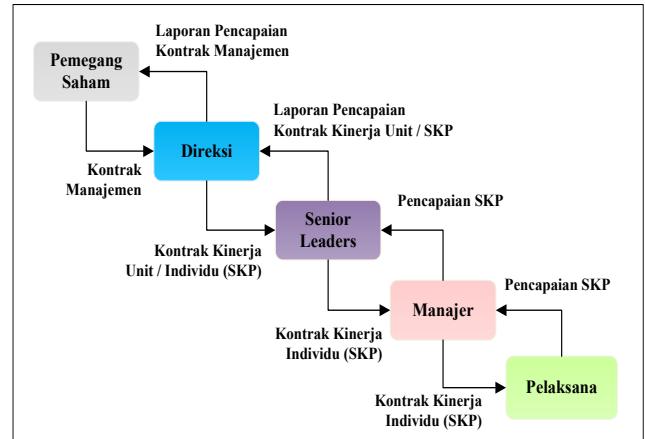 Laporan Pencapaian
Kontrak Manajemen
Pemegang
Saham
Laporan Pencapaian
Kontrak Kinerja Unit / SKP
Direksi
Kontrak
Manajemen
Pencapaian SKP
Senior
Leaders
Kontrak Kinerja
Unit / Individu (SKP)
Pencapaian SKP
Manajer
Kontrak Kinerja
Individu (SKP)
Pelaksana
Kontrak Kinerja
Individu (SKP)